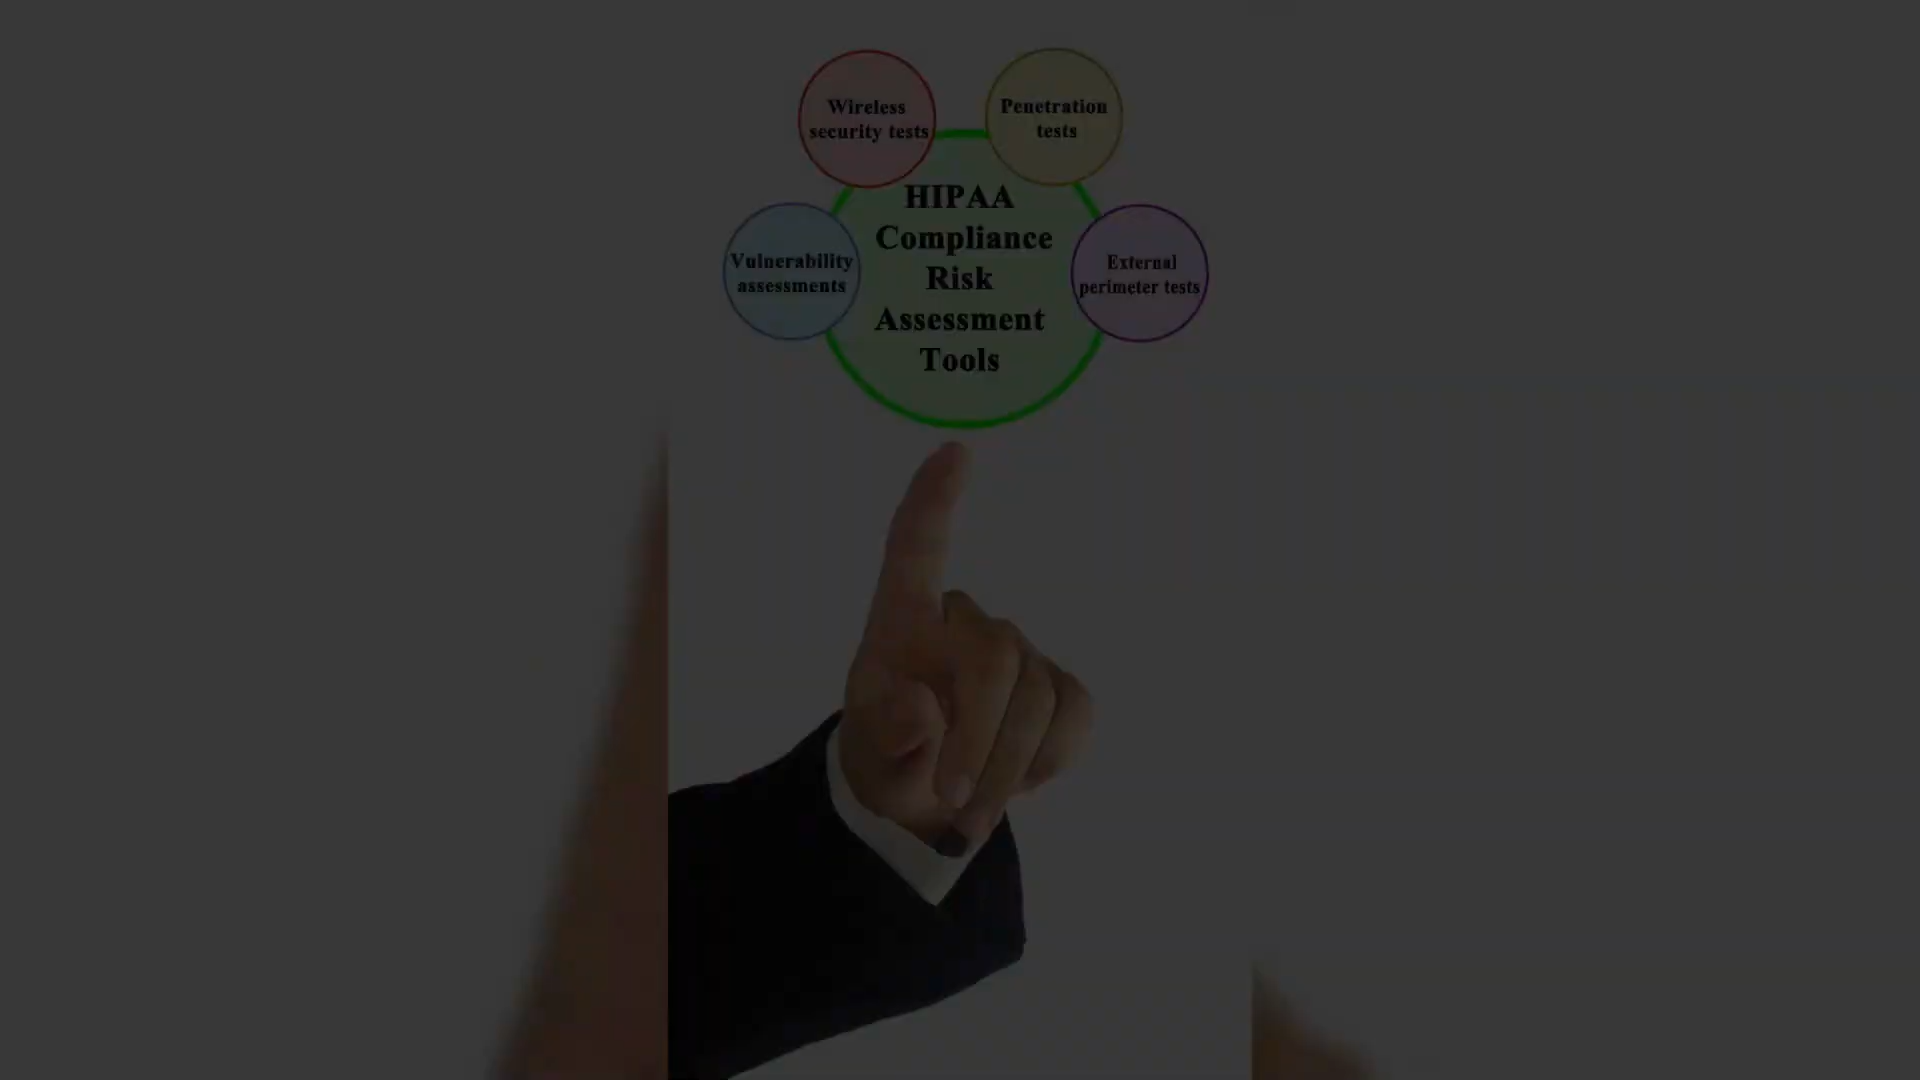 Wireless
security tests
Penetration
tests
Vulnerability
assessments
HIPAA
Compliance
Risk
Assessment
Tools
External
perimeter tests